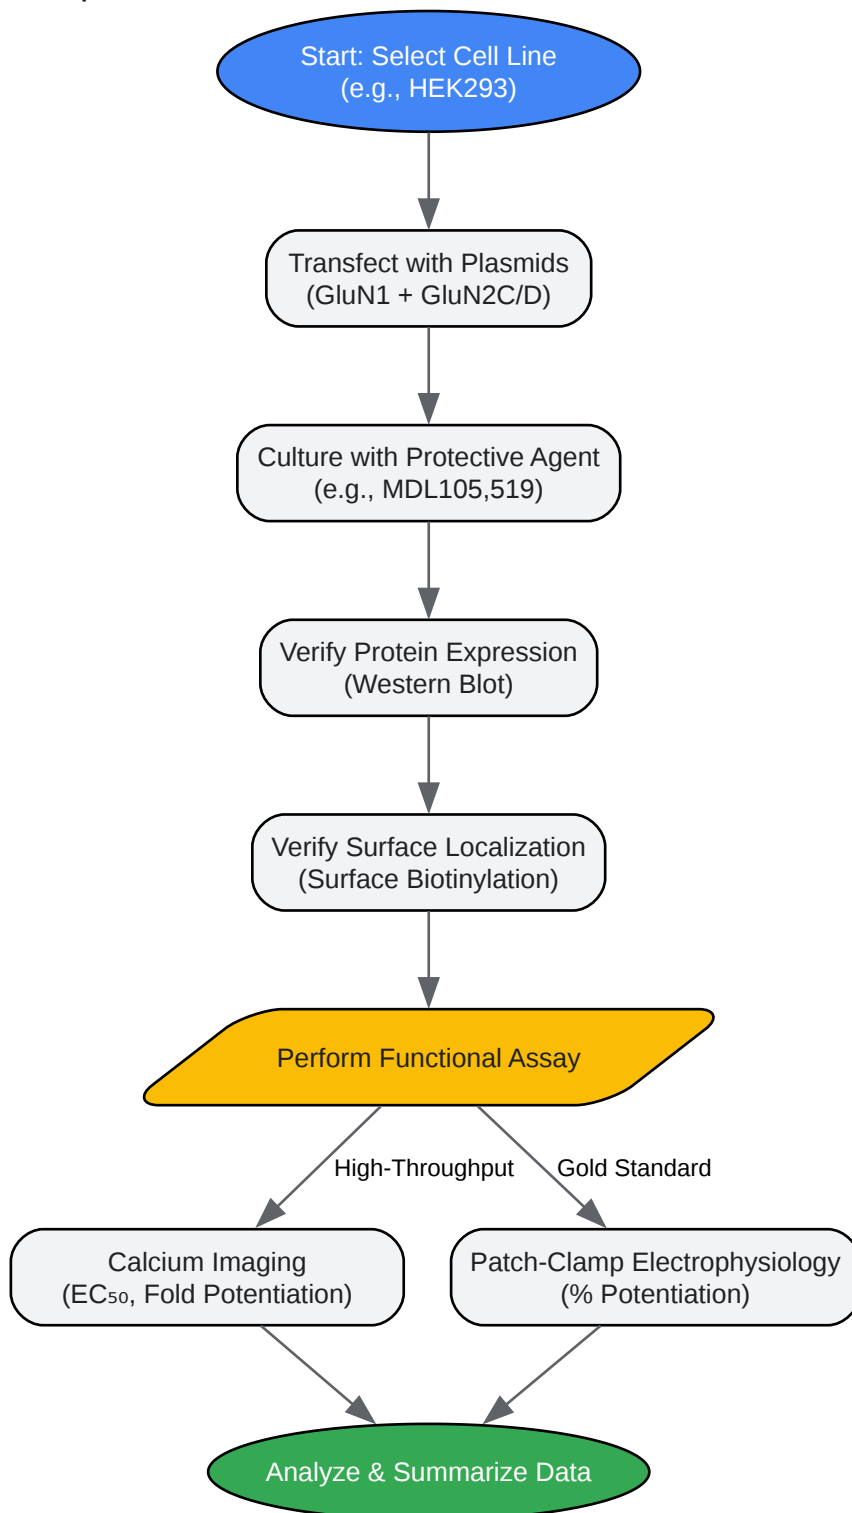 Start: Select Cell Line
(e.g., HEK293)
Transfect with Plasmids
(GluN1 + GluN2C/D)
Culture with Protective Agent
(e.g., MDL105,519)
Verify Protein Expression
(Western Blot)
Verify Surface Localization
(Surface Biotinylation)
Perform Functional Assay
High-Throughput
Gold Standard
Calcium Imaging
(EC₅₀, Fold Potentiation)
Patch-Clamp Electrophysiology
(% Potentiation)
Analyze & Summarize Data